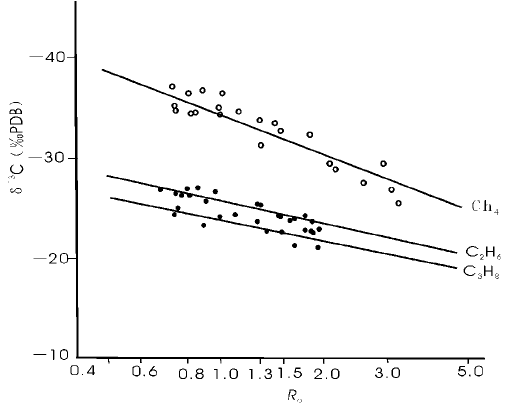 δ ¹³C (‰PDB)
—40
—30
—20
—10
Ch₄
C₂H₆
C₃H₈
0.4 0.6 0.8 1.0 1.3 1.5 2.0 3.0 5.0
Rₒ